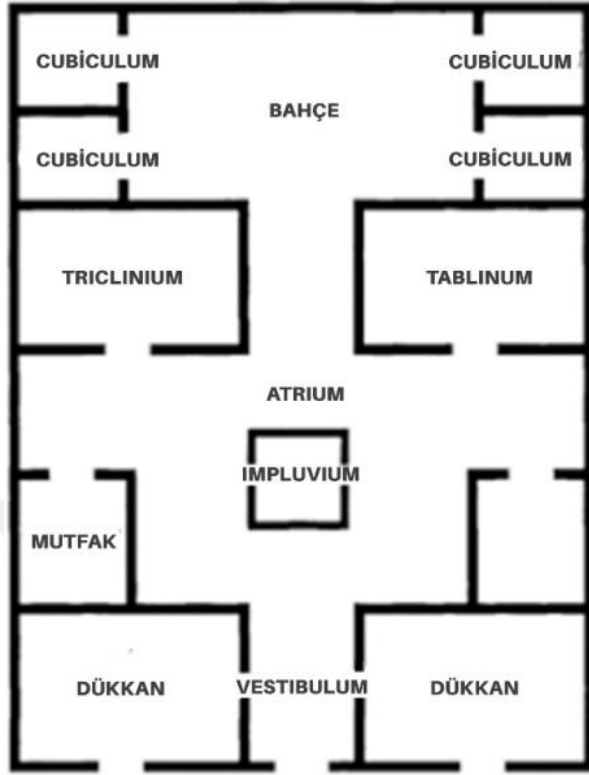 CUBİCULUM
CUBİCULUM
BAHÇE
CUBİCULUM
CUBİCULUM
TRICLINIUM
TABLINUM
ATRIUM
IMPLUVIUM
MUTFAK
DÜKKAN
VESTIBULUM
DÜKKAN